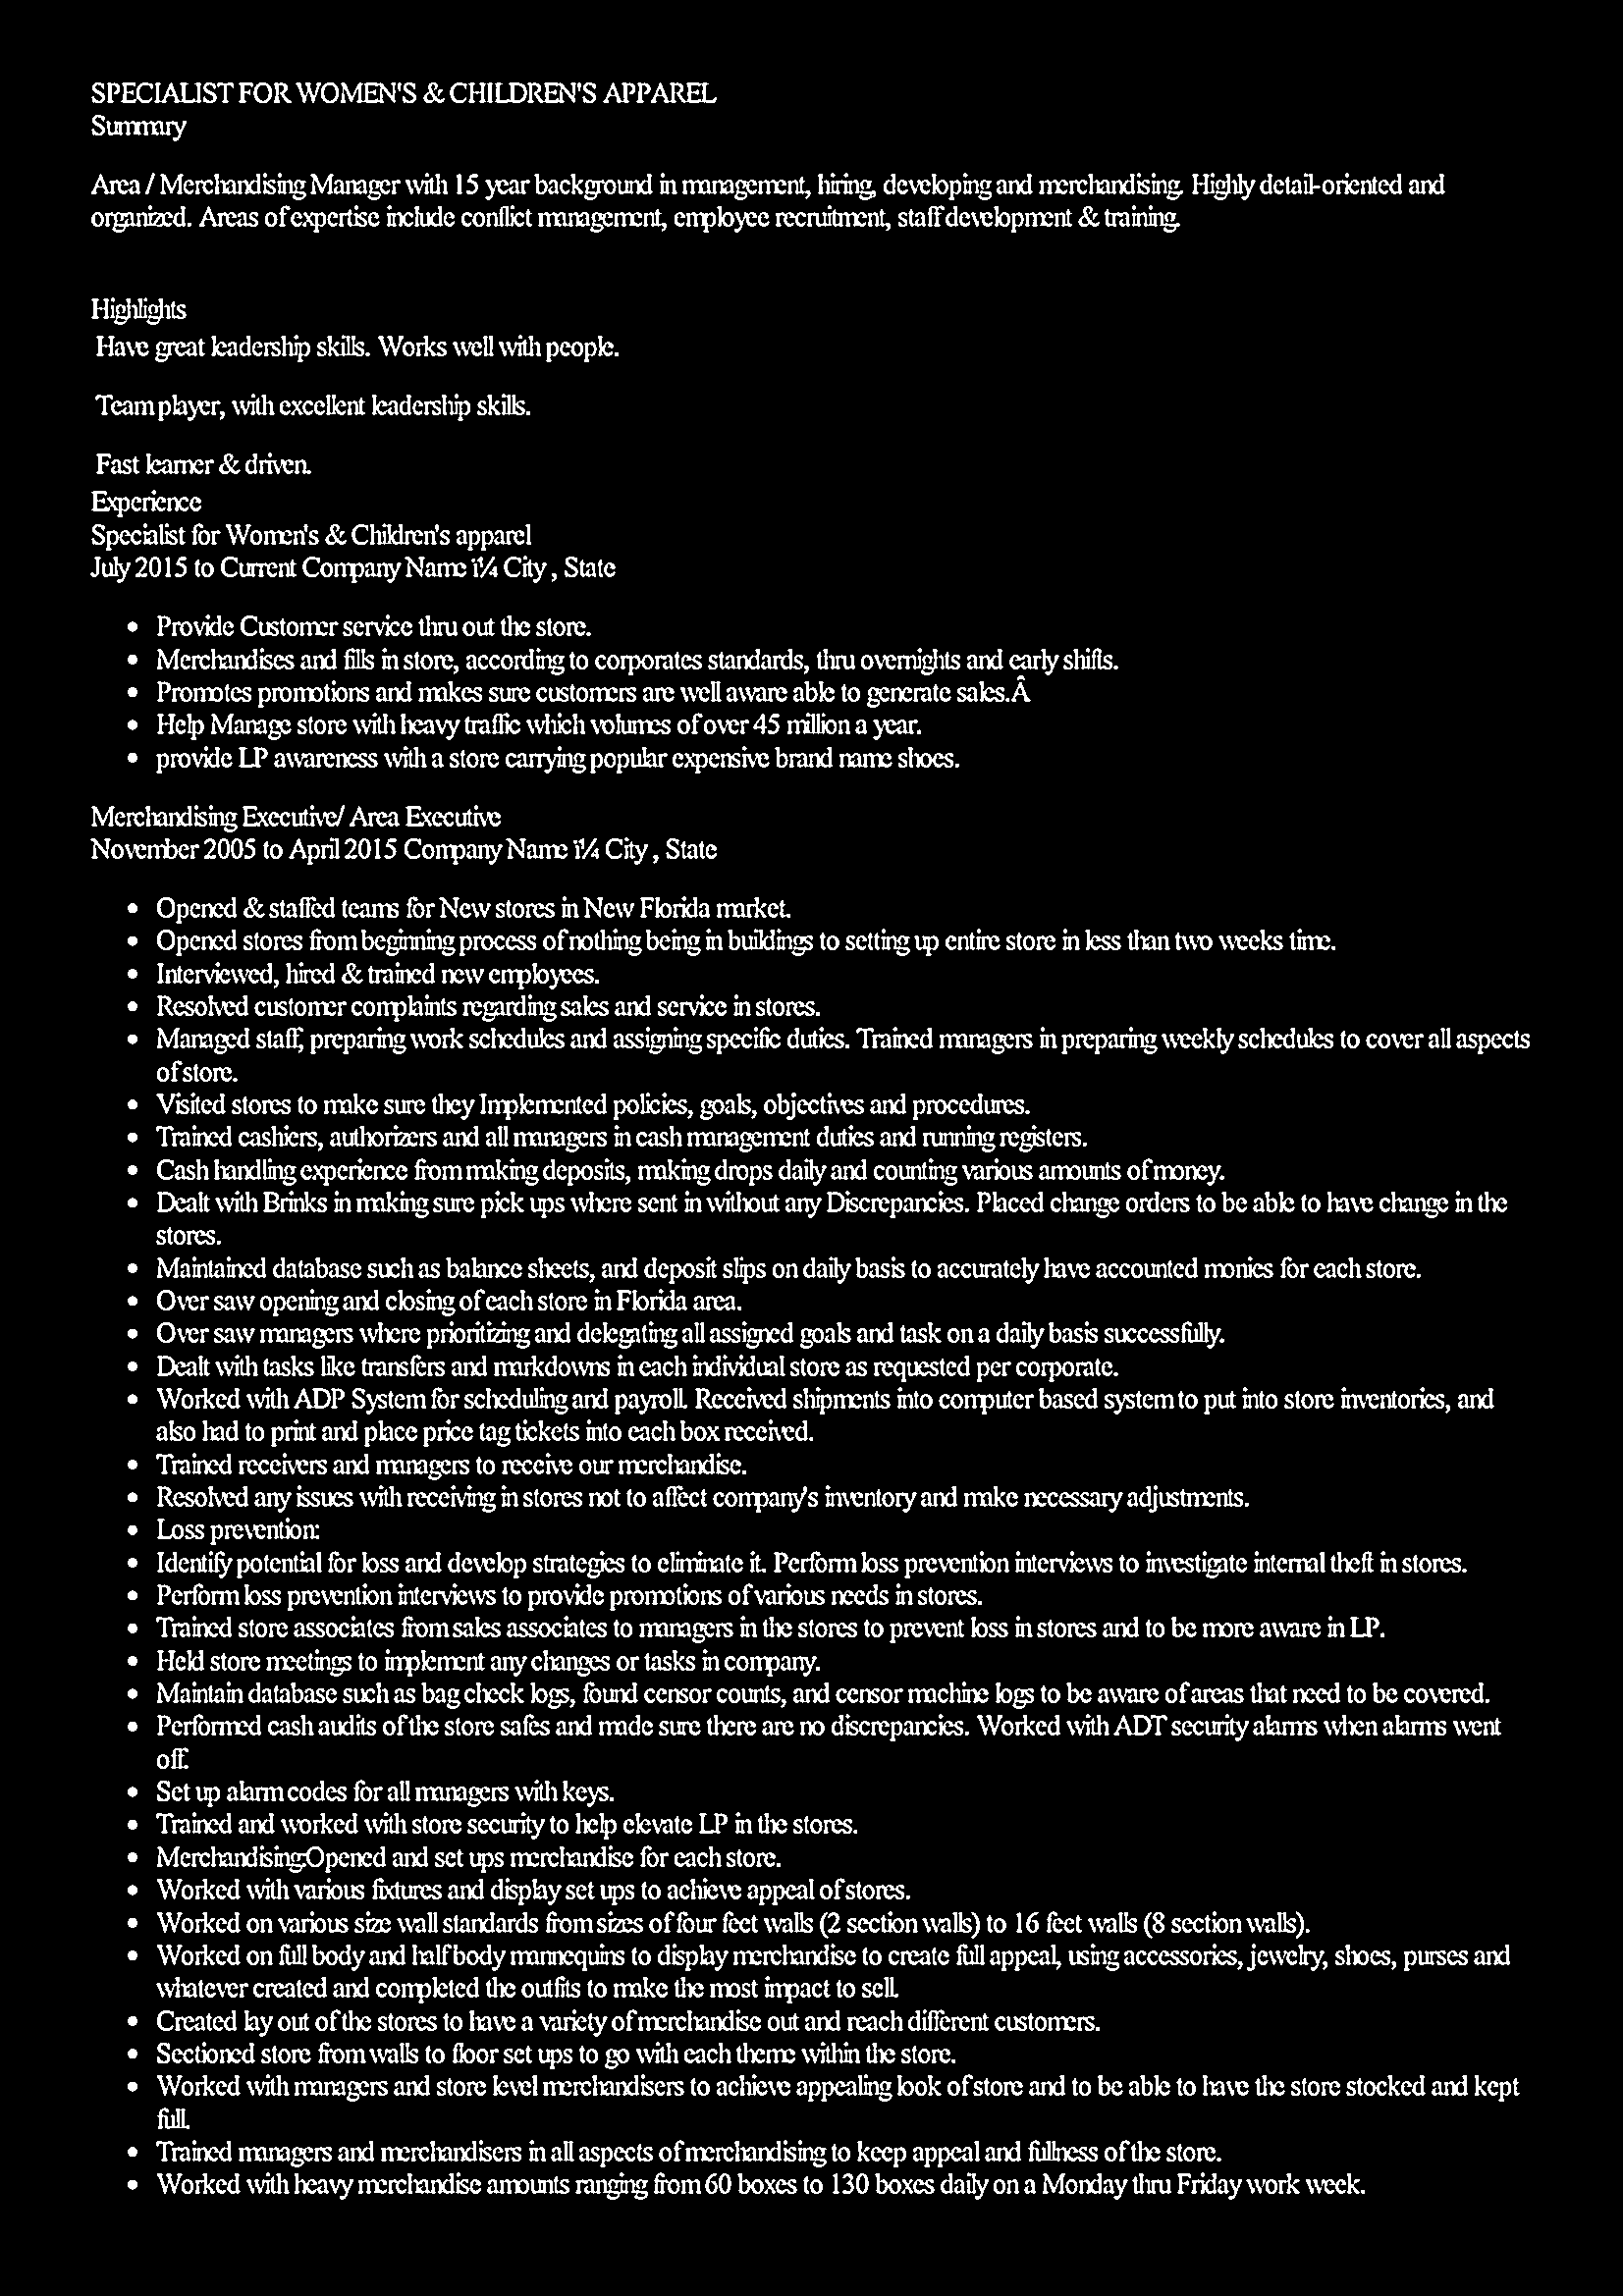 SPECIALIST FOR WOMEN'S & CHILDREN'S APPAREL
Summary
Area / Merchandising Manager with 15 year background in management, hiring, developing and merchandising. Highly detail-oriented and
organized. Areas of expertise include conflict management, employee recruitment, staff development & training.
Highlights
Have great leadership skills. Works well with people.
Team player, with excellent leadership skills.
Fast learner & driven.
Experience
Specialist for Women's & Children's apparel
July 2015 to Current Company Name ï¼ City , State
• Provide Customer service thru out the store.
• Merchandises and fills in store, according to corporates standards, thru overnights and early shifts.
• Promotes promotions and makes sure customers are well aware able to generate sales.Â
• Help Manage store with heavy traffic which volumes of over 45 million a year.
• provide LP awareness with a store carrying popular expensive brand name shoes.
Merchandising Executive/ Area Executive
November 2005 to April 2015 Company Name ï¼ City , State
• Opened & staffed teams for New stores in New Florida market.
• Opened stores from beginning process of nothing being in buildings to setting up entire store in less than two weeks time.
• Interviewed, hired & trained new employees.
• Resolved customer complaints regarding sales and service in stores.
• Managed staff, preparing work schedules and assigning specific duties. Trained managers in preparing weekly schedules to cover all aspects
of store.
• Visited stores to make sure they Implemented policies, goals, objectives and procedures.
• Trained cashiers, authorizers and all managers in cash management duties and running registers.
• Cash handling experience from making deposits, making drops daily and counting various amounts of money.
• Dealt with Brinks in making sure pick ups where sent in without any Discrepancies. Placed change orders to be able to have change in the
stores.
• Maintained database such as balance sheets, and deposit slips on daily basis to accurately have accounted monies for each store.
• Over saw opening and closing of each store in Florida area.
• Over saw managers where prioritizing and delegating all assigned goals and task on a daily basis successfully.
• Dealt with tasks like transfers and markdowns in each individual store as requested per corporate.
• Worked with ADP System for scheduling and payroll. Received shipments into computer based system to put into store inventories, and
also had to print and place price tag tickets into each box received.
• Trained receivers and managers to receive our merchandise.
• Resolved any issues with receiving in stores not to affect company's inventory and make necessary adjustments.
• Loss prevention:
• Identify potential for loss and develop strategies to eliminate it. Perform loss prevention interviews to investigate internal theft in stores.
• Perform loss prevention interviews to provide promotions of various needs in stores.
• Trained store associates from sales associates to managers in the stores to prevent loss in stores and to be more aware in LP.
• Held store meetings to implement any changes or tasks in company.
• Maintain database such as bag check logs, found censor counts, and censor machine logs to be aware of areas that need to be covered.
• Performed cash audits of the store safes and made sure there are no discrepancies. Worked with ADT security alarms when alarms went
off.
• Set up alarm codes for all managers with keys.
• Trained and worked with store security to help elevate LP in the stores.
• Merchandising:Opened and set ups merchandise for each store.
• Worked with various fixtures and display set ups to achieve appeal of stores.
• Worked on various size wall standards from sizes of four feet walls (2 section walls) to 16 feet walls (8 section walls).
• Worked on full body and half body mannequins to display merchandise to create full appeal, using accessories, jewelry, shoes, purses and
whatever created and completed the outfits to make the most impact to sell.
• Created lay out of the stores to have a variety of merchandise out and reach different customers.
• Sectioned store from walls to floor set ups to go with each theme within the store.
• Worked with managers and store level merchandisers to achieve appealing look of store and to be able to have the store stocked and kept
full.
• Trained managers and merchandisers in all aspects of merchandising to keep appeal and fullness of the store.
• Worked with heavy merchandise amounts ranging from 60 boxes to 130 boxes daily on a Monday thru Friday work week.